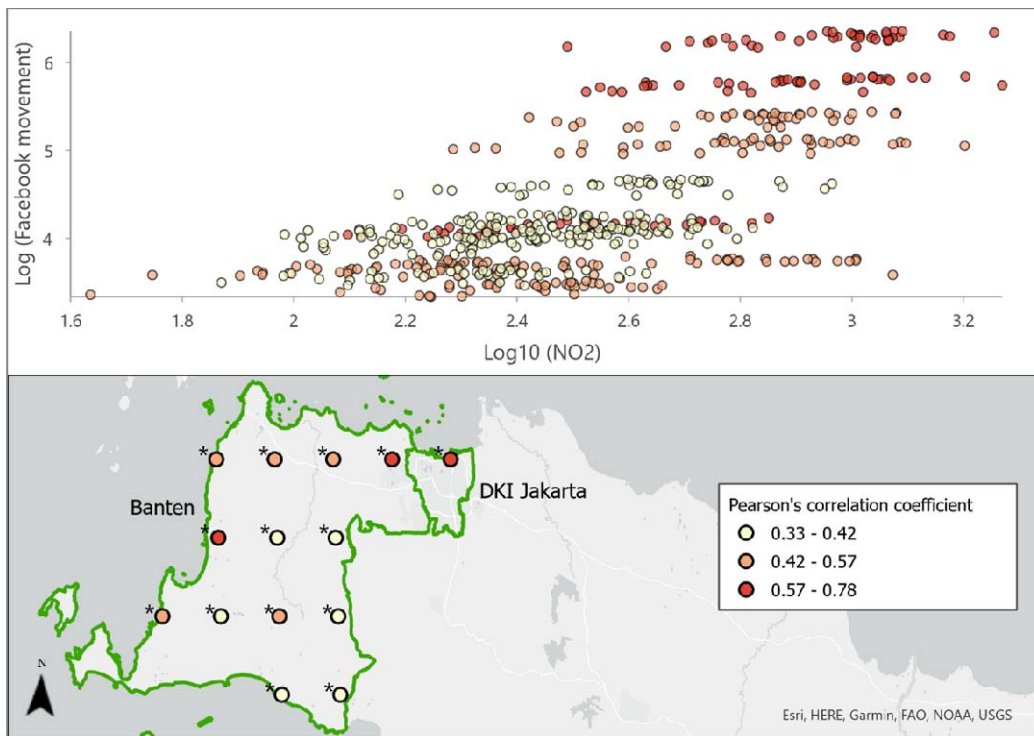 Log (Facebook movement)
6
5
4
1.6 1.8 2 2.2 2.4 2.6 2.8 3 3.2
Log10 (NO2)
Banten
DKI Jakarta
* * * * *
* * *
* * * *
* *
Pearson's correlation coefficient
0.33 - 0.42
0.42 - 0.57
0.57 - 0.78
N
Esri, HERE, Garmin, FAO, NOAA, USGS